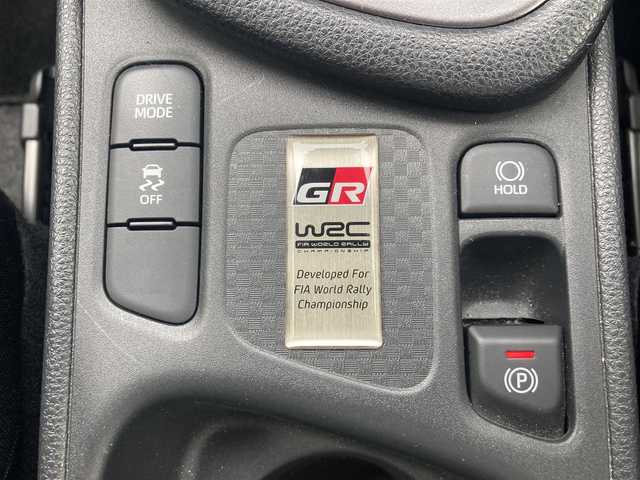 DRIVE
MODE
OFF
GR
WRC
FIA WORLD RALLY
CHAMPIONSHIP
Developed For
FIA World Rally
Championship
HOLD
P